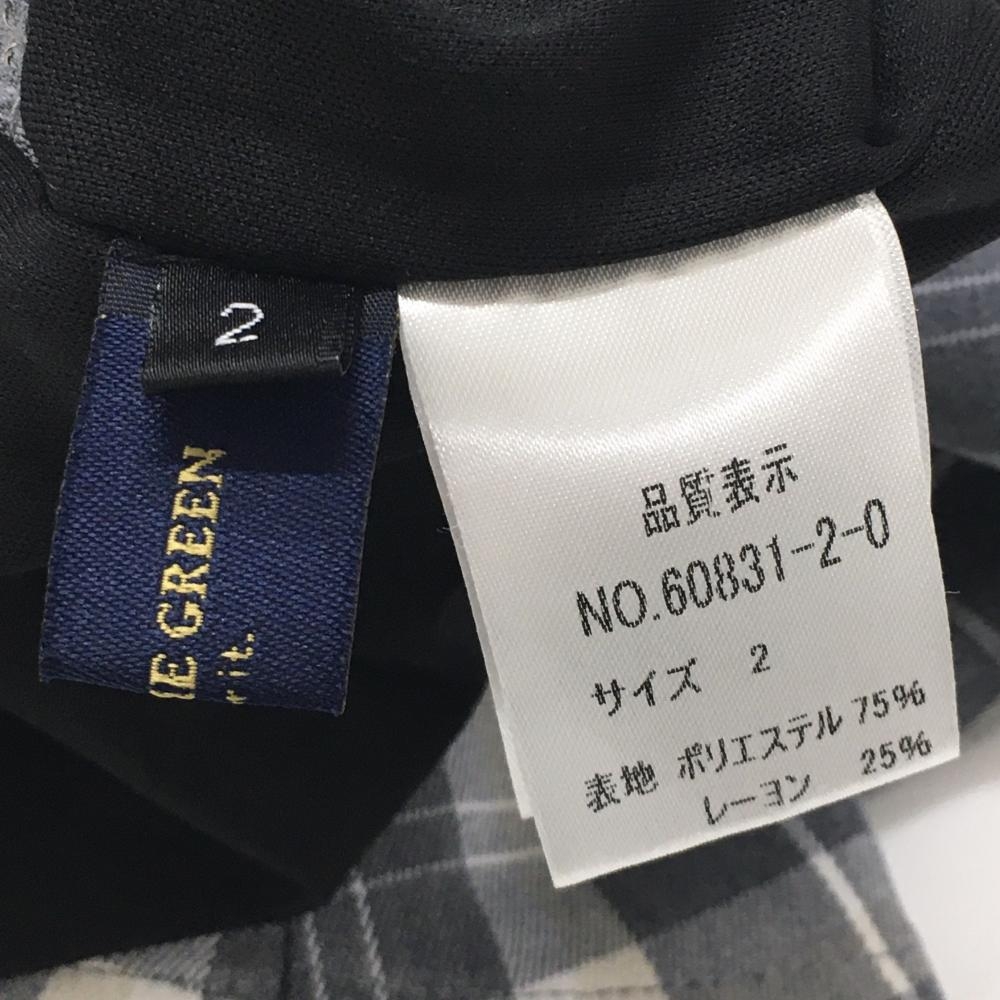 2
GREEN
it.
品質表示
NO.60831-2-0
サイズ 2
表地 ポリエステル 75%
レーヨン 25%